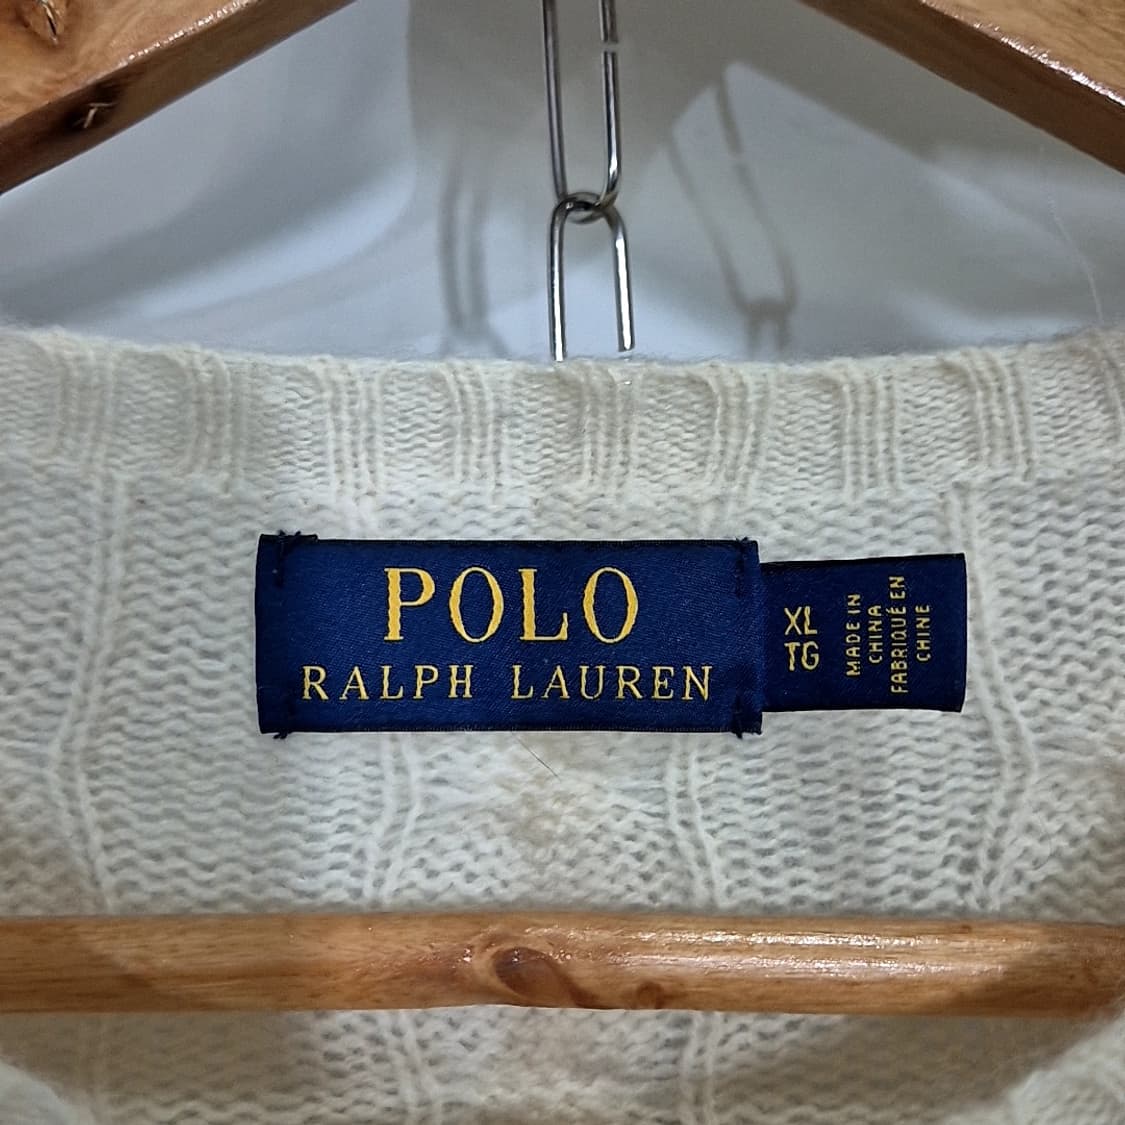 POLO
RALPH LAUREN
XL
TG
MADE IN
CHINA
FABRIQUÉ EN
CHINE